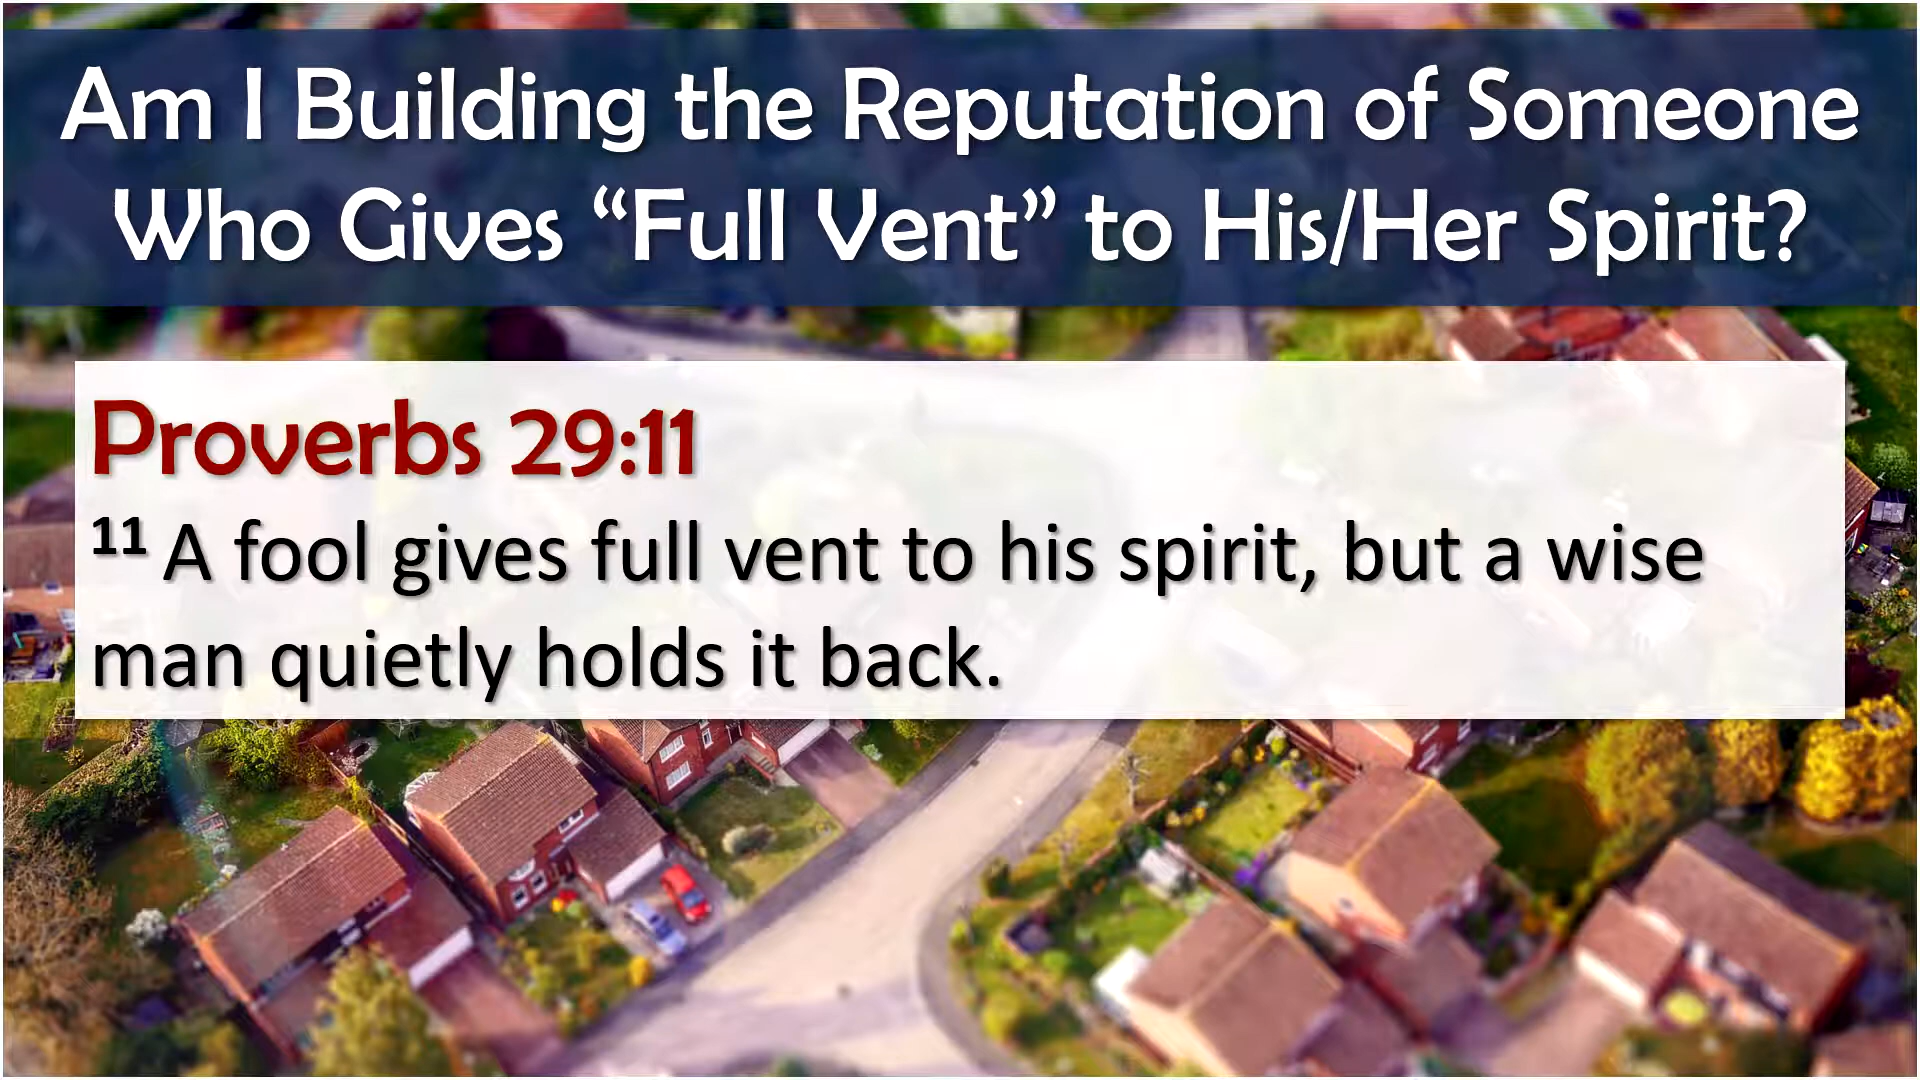 Am I Building the Reputation of Someone
Who Gives “Full Vent” to His/Her Spirit?
Proverbs 29:11
11 A fool gives full vent to his spirit, but a wise
man quietly holds it back.